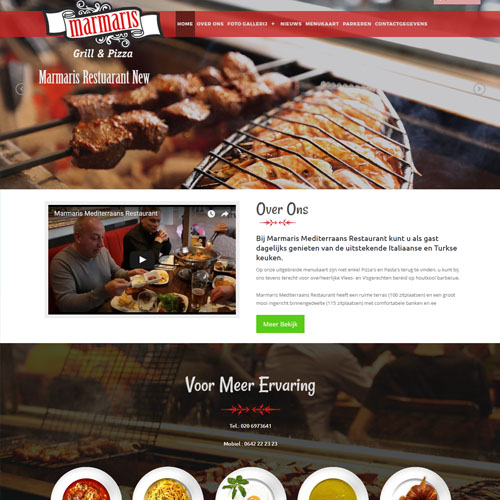 marmaris
Grill & Pizza
HOME OVER ONS FOTO GALLERIJ + NIEUWS MENUKAART PARKEREN CONTACTGEGEVENS
Marmaris Restuarant New
Marmaris Mediterraans Restaurant
Over Ons
Bij Marmaris Mediterraans Restaurant kunt u als gast
dagelijks genieten van de uitstekende Italiaanse en Turkse
keuken.
Op onze uitgebreide menukaart zijn niet enkel Pizza's en Pasta's terug te vinden, u kunt bij
ons tevens terecht voor overheerlijke Vlees- en Visgerechten bereid op houtkool barbecue.
Marmaris Mediterraans Restaurant heeft een ruime terras (100 zitplaatsen) en een groot
mooi ingericht binnengedeelte (115 zitplaatsen) met comfortabele banken en ee
Meer Bekijk
Voor Meer Ervaring
Tel.: 020 6973641
Mobiel : 0642 22 23 23